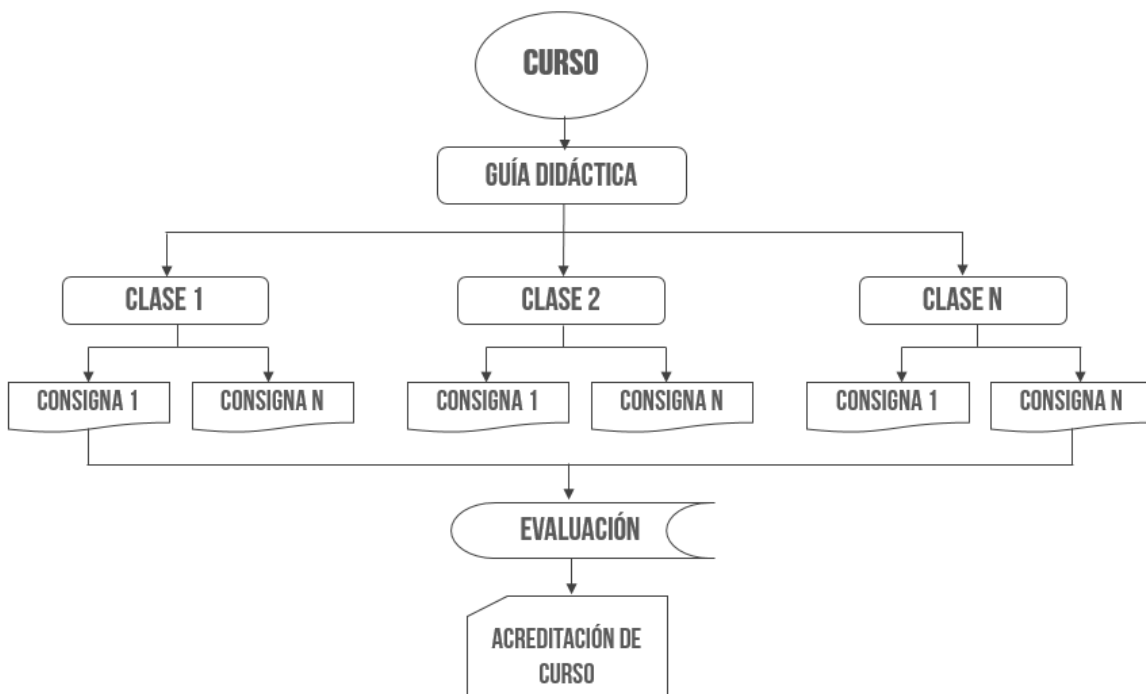 CURSO
GUÍA DIDÁCTICA
CLASE 1
CLASE 2
CLASE N
CONSIGNA 1
CONSIGNA N
CONSIGNA 1
CONSIGNA N
CONSIGNA 1
CONSIGNA N
EVALUACIÓN
ACREDITACIÓN DE
CURSO